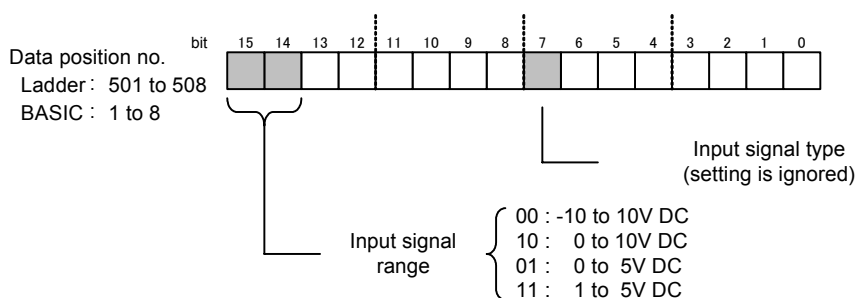 bit 15 14 13 12 11 10 9 8 7 6 5 4 3 2 1 0
Data position no.
Ladder : 501 to 508
BASIC : 1 to 8
Input signal type
(setting is ignored)
Input signal
range
00 : -10 to 10V DC
10 : 0 to 10V DC
01 : 0 to 5V DC
11 : 1 to 5V DC